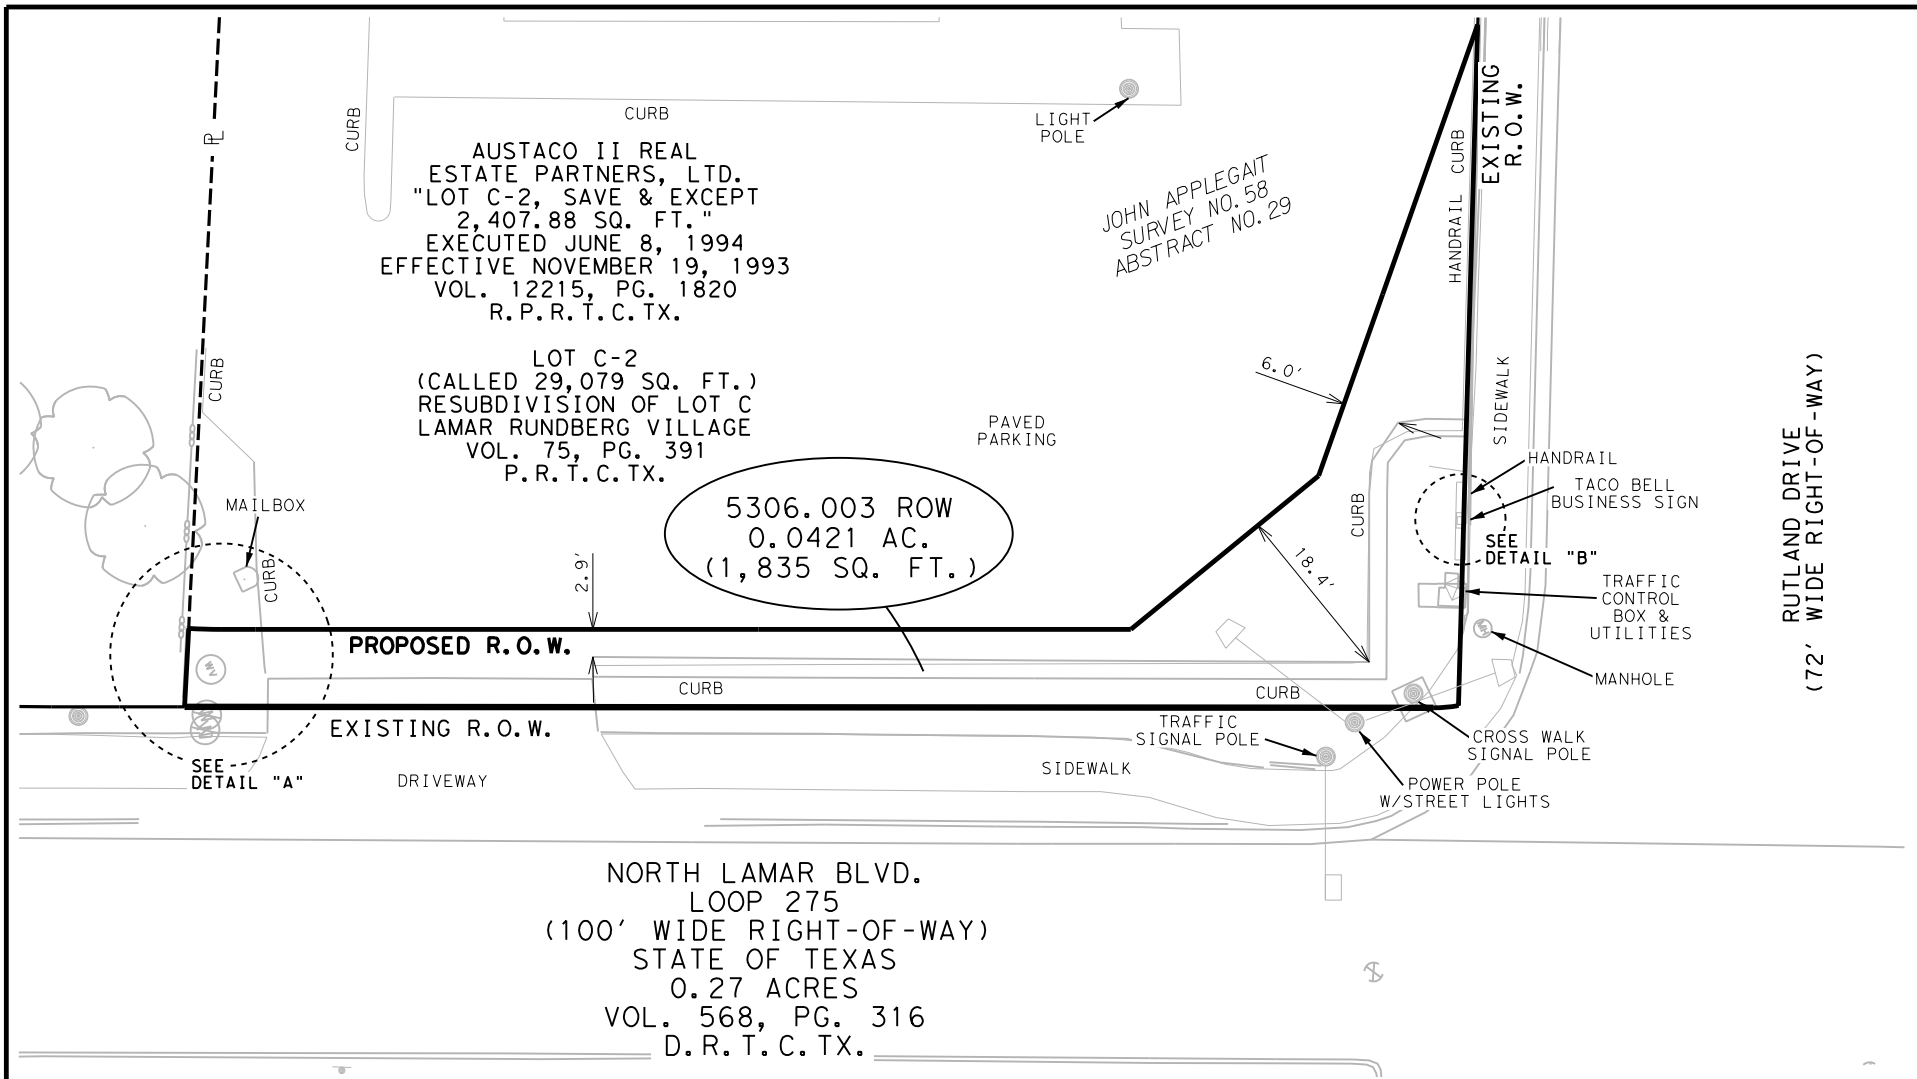 CURB
CURB
LIGHT
POLE
EXISTING
R.O.W.
CURB
HANDRAIL
PL
AUSTACO II REAL
ESTATE PARTNERS, LTD.
"LOT C-2, SAVE & EXCEPT
2,407.88 SQ. FT."
EXECUTED JUNE 8, 1994
EFFECTIVE NOVEMBER 19, 1993
VOL. 12215, PG. 1820
R.P.R.T.C.TX.
JOHN APPLEGAIT
SURVEY NO. 58
ABSTRACT NO. 29
LOT C-2
(CALLED 29,079 SQ. FT.)
RESUBDIVISION OF LOT C
LAMAR RUNDBERG VILLAGE
VOL. 75, PG. 391
P.R.T.C.TX.
CURB
6.0'
PAVED
PARKING
SIDEWALK
RUTLAND DRIVE
(72' WIDE RIGHT-OF-WAY)
HANDRAIL
TACO BELL
BUSINESS SIGN
MAILBOX
5306.003 ROW
0.0421 AC.
(1,835 SQ. FT.)
CURB
SEE
DETAIL "B"
CURB
2.9'
18.4'
TRAFFIC
CONTROL
BOX &
UTILITIES
PROPOSED R.O.W.
MANHOLE
CURB
CURB
EXISTING R.O.W.
TRAFFIC
SIGNAL POLE
CROSS WALK
SIGNAL POLE
SEE
DETAIL "A"
DRIVEWAY
SIDEWALK
POWER POLE
W/STREET LIGHTS
NORTH LAMAR BLVD.
LOOP 275
(100' WIDE RIGHT-OF-WAY)
STATE OF TEXAS
0.27 ACRES
VOL. 568, PG. 316
D.R.T.C.TX.